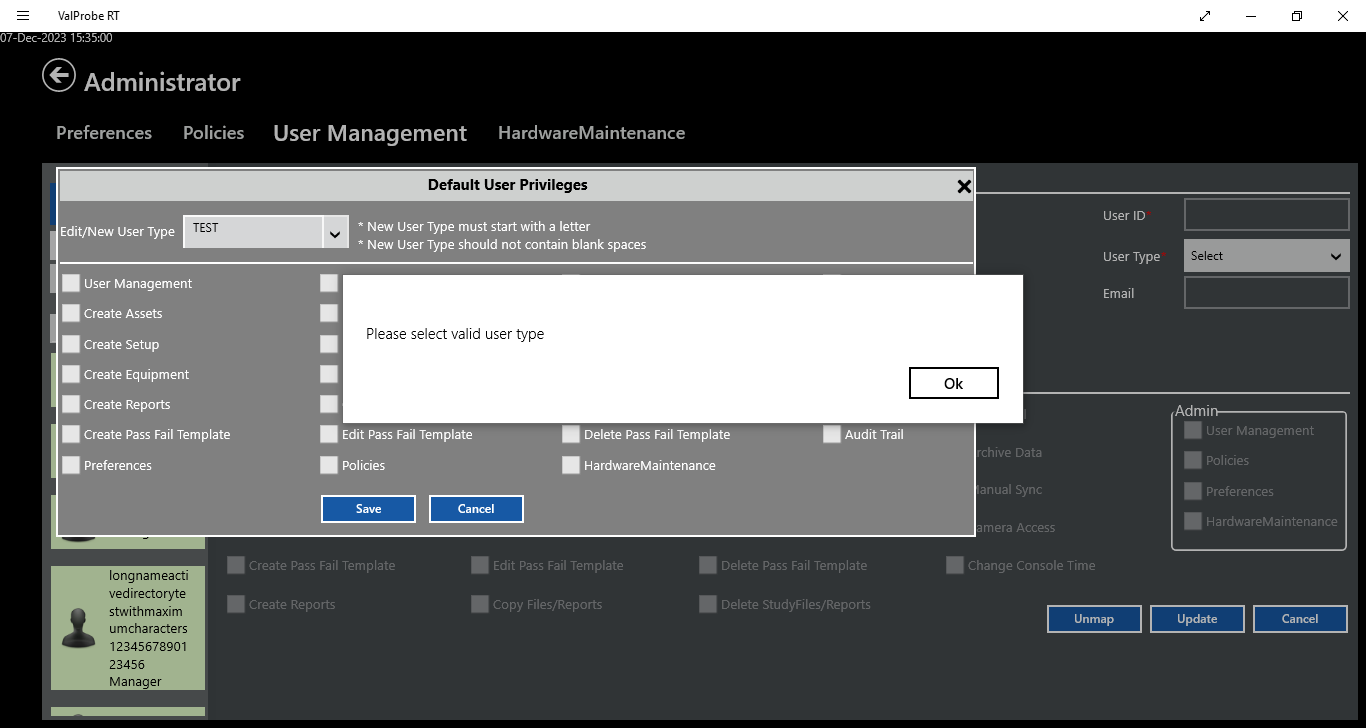 ValProbe RT
07-Dec-2023 15:35:00
Administrator
Preferences Policies User Management HardwareMaintenance
Default User Privileges
Edit/New User Type TEST
* New User Type must start with a letter
* New User Type should not contain blank spaces
User ID*
User Type* Select
Email
User Management
Create Assets
Create Setup
Create Equipment
Create Reports
Please select valid user type
Ok
Create Pass Fail Template Edit Pass Fail Template Delete Pass Fail Template Audit Trail
Preferences Policies HardwareMaintenance
Save Cancel
Admin
User Management
Policies
Preferences
HardwareMaintenance
Data
Sync
Access
Create Pass Fail Template Edit Pass Fail Template Delete Pass Fail Template Change Console Time
Create Reports Copy Files/Reports Delete StudyFiles/Reports
Unmap Update Cancel
longnameacti
vedirectoryte
stwithmaxim
umcharacters
12345678901
23456
Manager